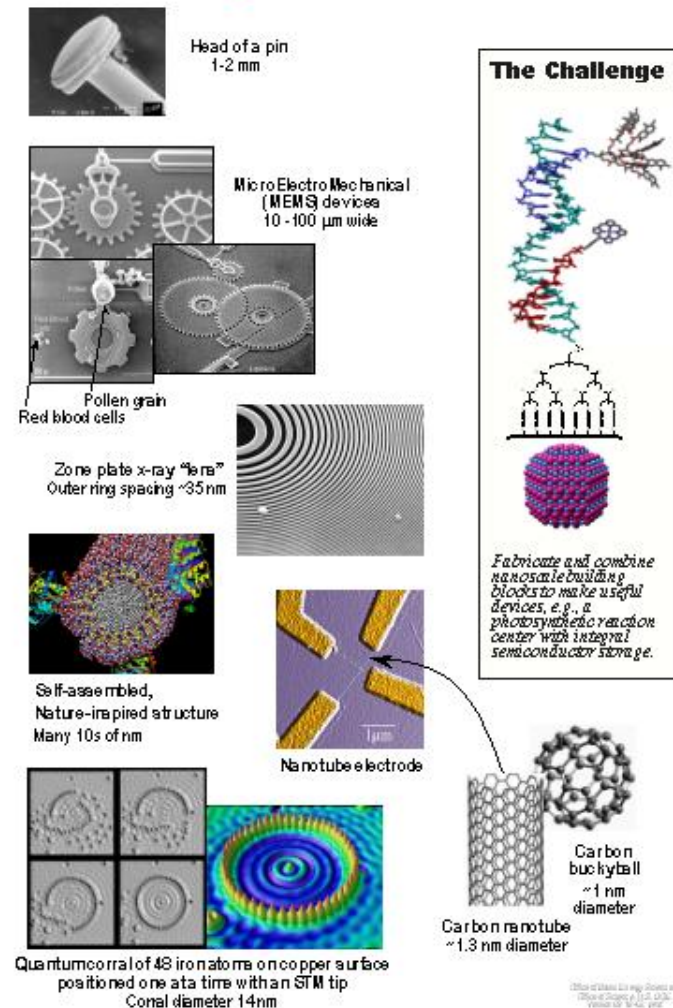 Head of a pin
1-2 mm
The Challenge
MicroElectroMechanical
(MEMS) devices
10 -100 μm wide
Pollen grain
Red blood cells
Zone plate x-ray "lens"
Outer ring spacing ~35 nm
Fabricate and combine
nanoscale building
blocks to make useful
devices, e.g., a
photosynthetic reaction
center with integral
semiconductor storage.
Self-assembled,
Nature-inspired structure
Many 10s of nm
1μm
Nanotube electrode
Carbon
buckyball
~1 nm
diameter
Carbon nanotube
~1.3 nm diameter
Quantum corral of 48 iron atoms on copper surface
positioned one at a time with an STM tip
Corral diameter 14 nm